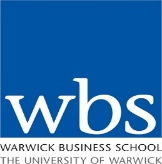 wbs
WARWICK BUSINESS SCHOOL
THE UNIVERSITY OF WARWICK